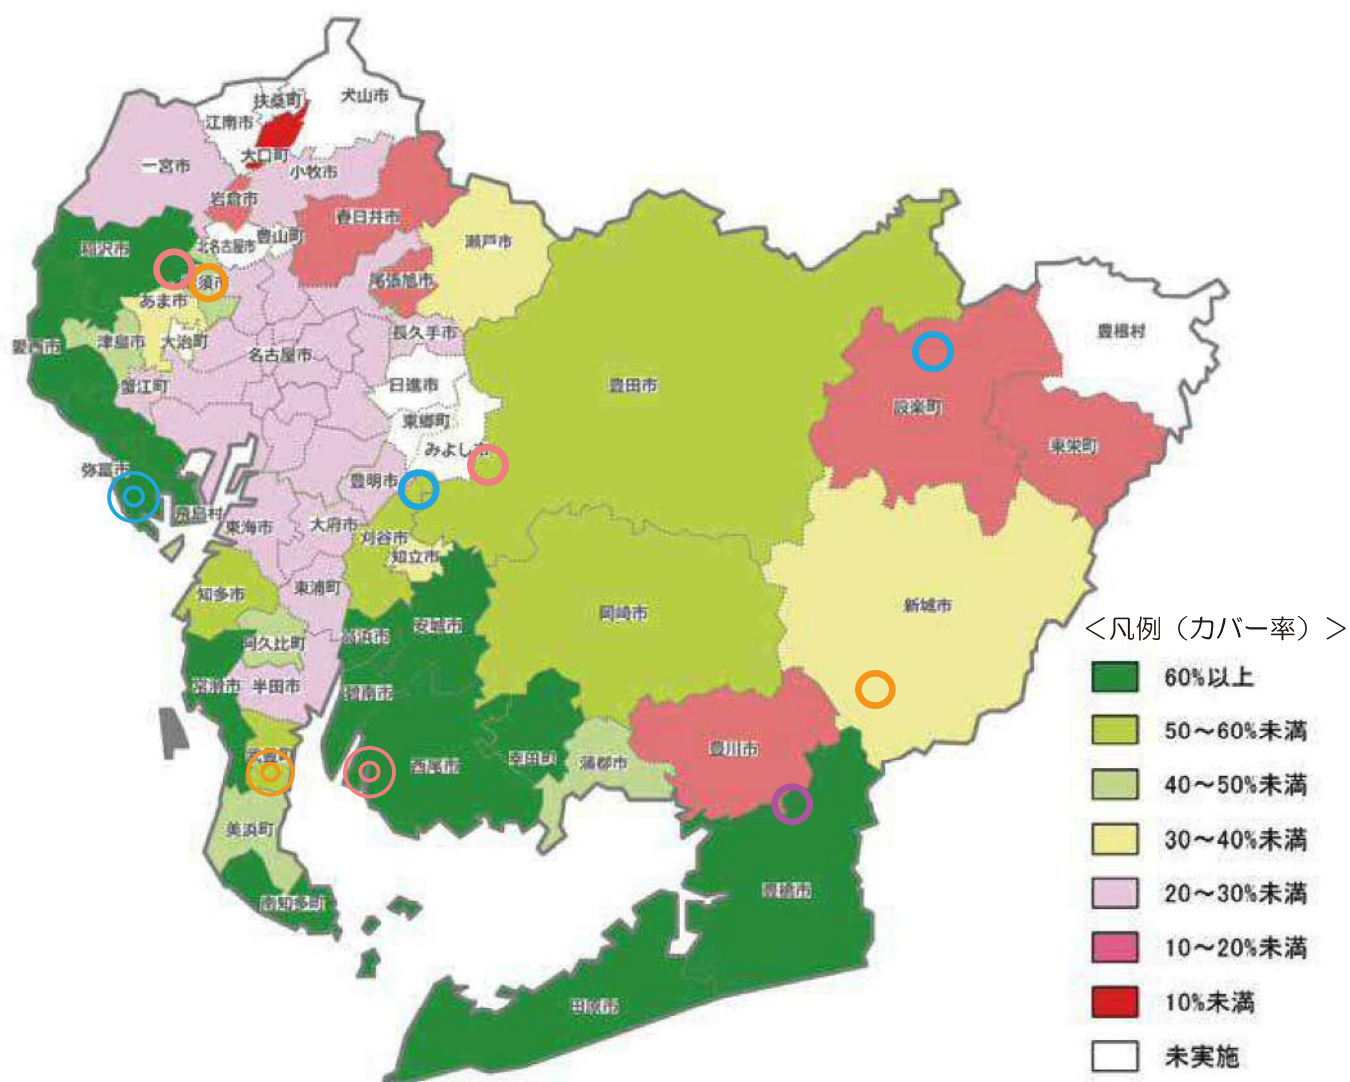 扶桑町
犬山市
江南市
大口町
一宮市
小牧市
岩倉市
春日井市
豊山町
北名古屋市
稲沢市
瀬戸市
須市
尾張旭市
あま市
長久手市
豊根村
愛西市
津島市
大治町
名古屋市
蟹江町
日進市
豊田市
設楽町
東郷町
東栄町
みよし市
弥富市
豊明市
飛島村
東海市
大府市
刈谷市
知立市
知多市
東浦町
岡崎市
新城市
高浜市
安城市
阿久比町
常滑市
半田市
碧南市
武豊町
西尾市
幸田町
蒲郡市
豊川市
美浜町
豊橋市
南知多町
田原市
＜凡例（カバー率）＞
60%以上
50～60%未満
40～50%未満
30～40%未満
20～30%未満
10～20%未満
10%未満
未実施